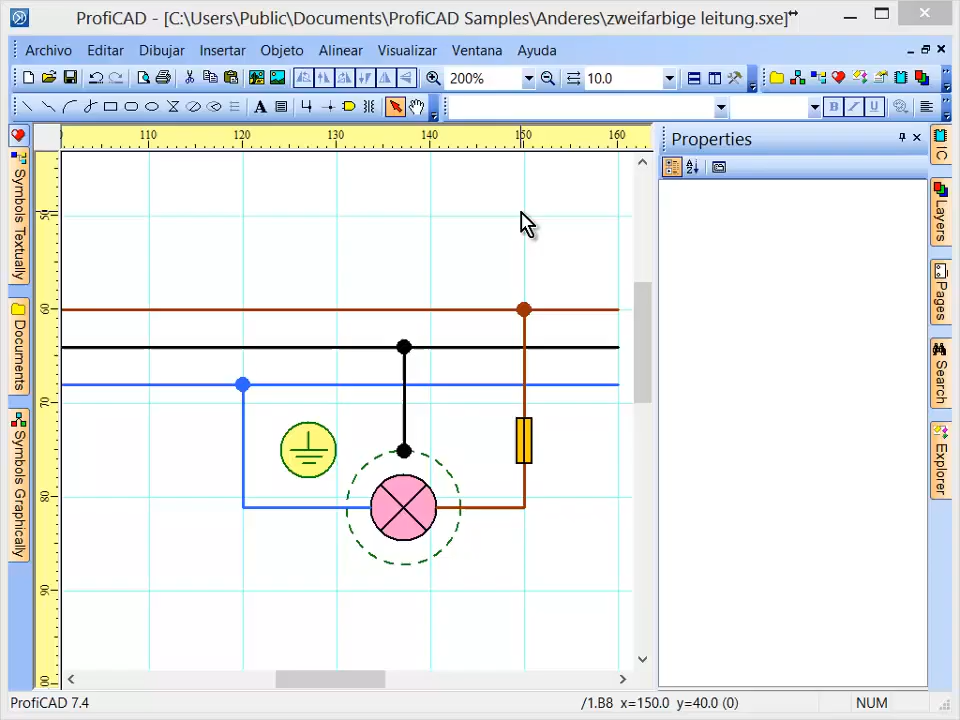 ProfiCAD - [C:\Users\Public\Documents\ProfiCAD Samples\Anderes\zweifarbige leitung.sxe]
Archivo Editar Dibujar Insertar Objeto Alinear Visualizar Ventana Ayuda
200% 10.0
A B I U
110 120 130 140 150 160
Properties
50
60
70
80
90
Symbols Textually
Documents
Symbols Graphically
IC
Layers
Pages
Search
Explorer
ProfiCAD 7.4 /1.B8 x=150.0 y=40.0 (0) NUM